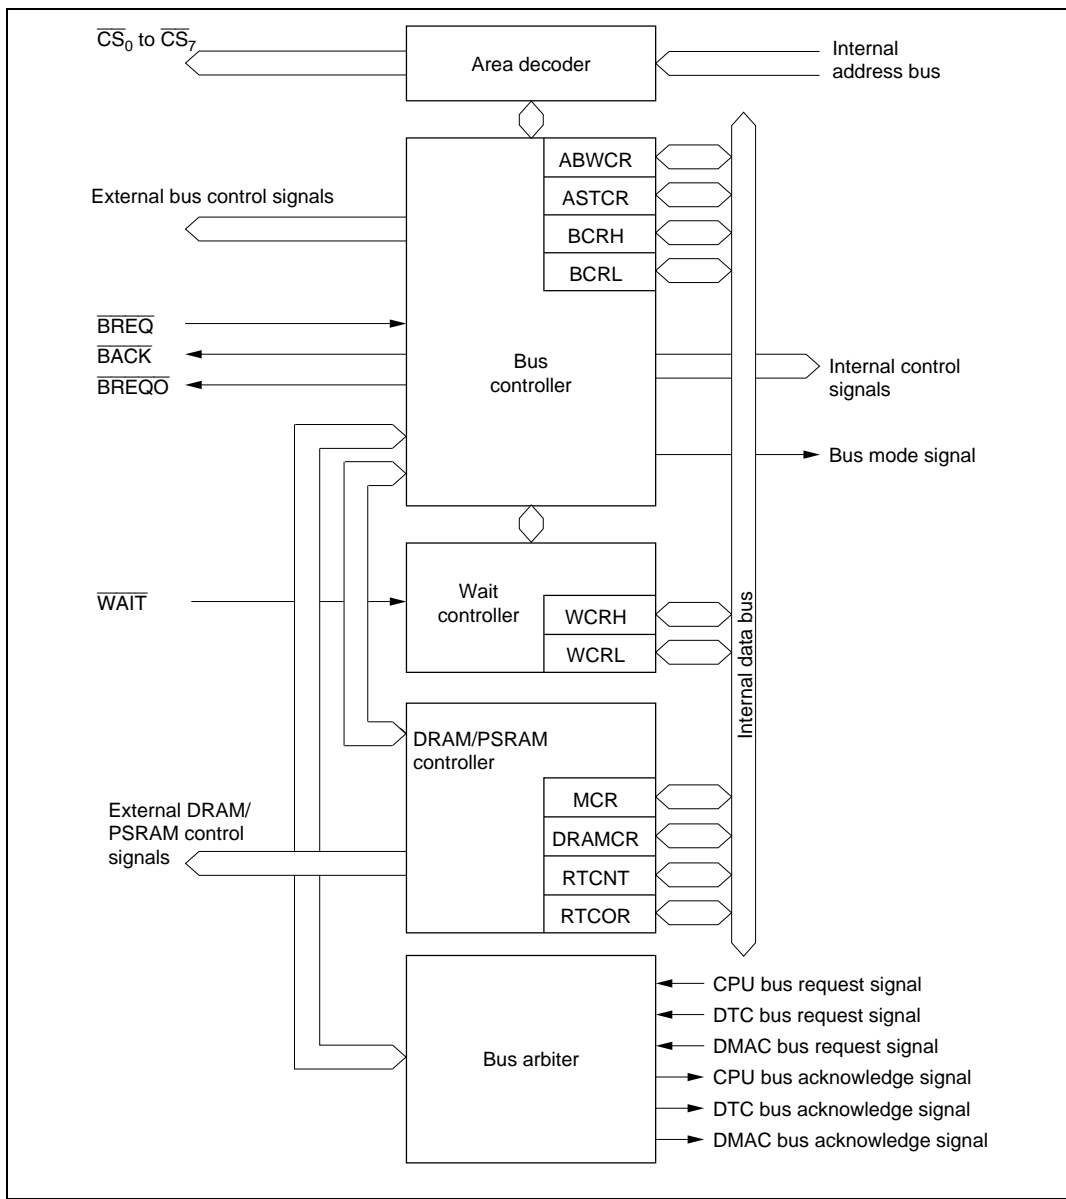 CS0 to CS7
Area decoder
Internal
address bus
ABWCR
ASTCR
BCRH
BCRL
External bus control signals
BREQ
BACK
BREQO
Bus
controller
Internal control
signals
Bus mode signal
WAIT
Wait
controller
WCRH
WCRL
Internal data bus
DRAM/PSRAM
controller
MCR
DRAMCR
RTCNT
RTCOR
External DRAM/
PSRAM control
signals
Bus arbiter
CPU bus request signal
DTC bus request signal
DMAC bus request signal
CPU bus acknowledge signal
DTC bus acknowledge signal
DMAC bus acknowledge signal